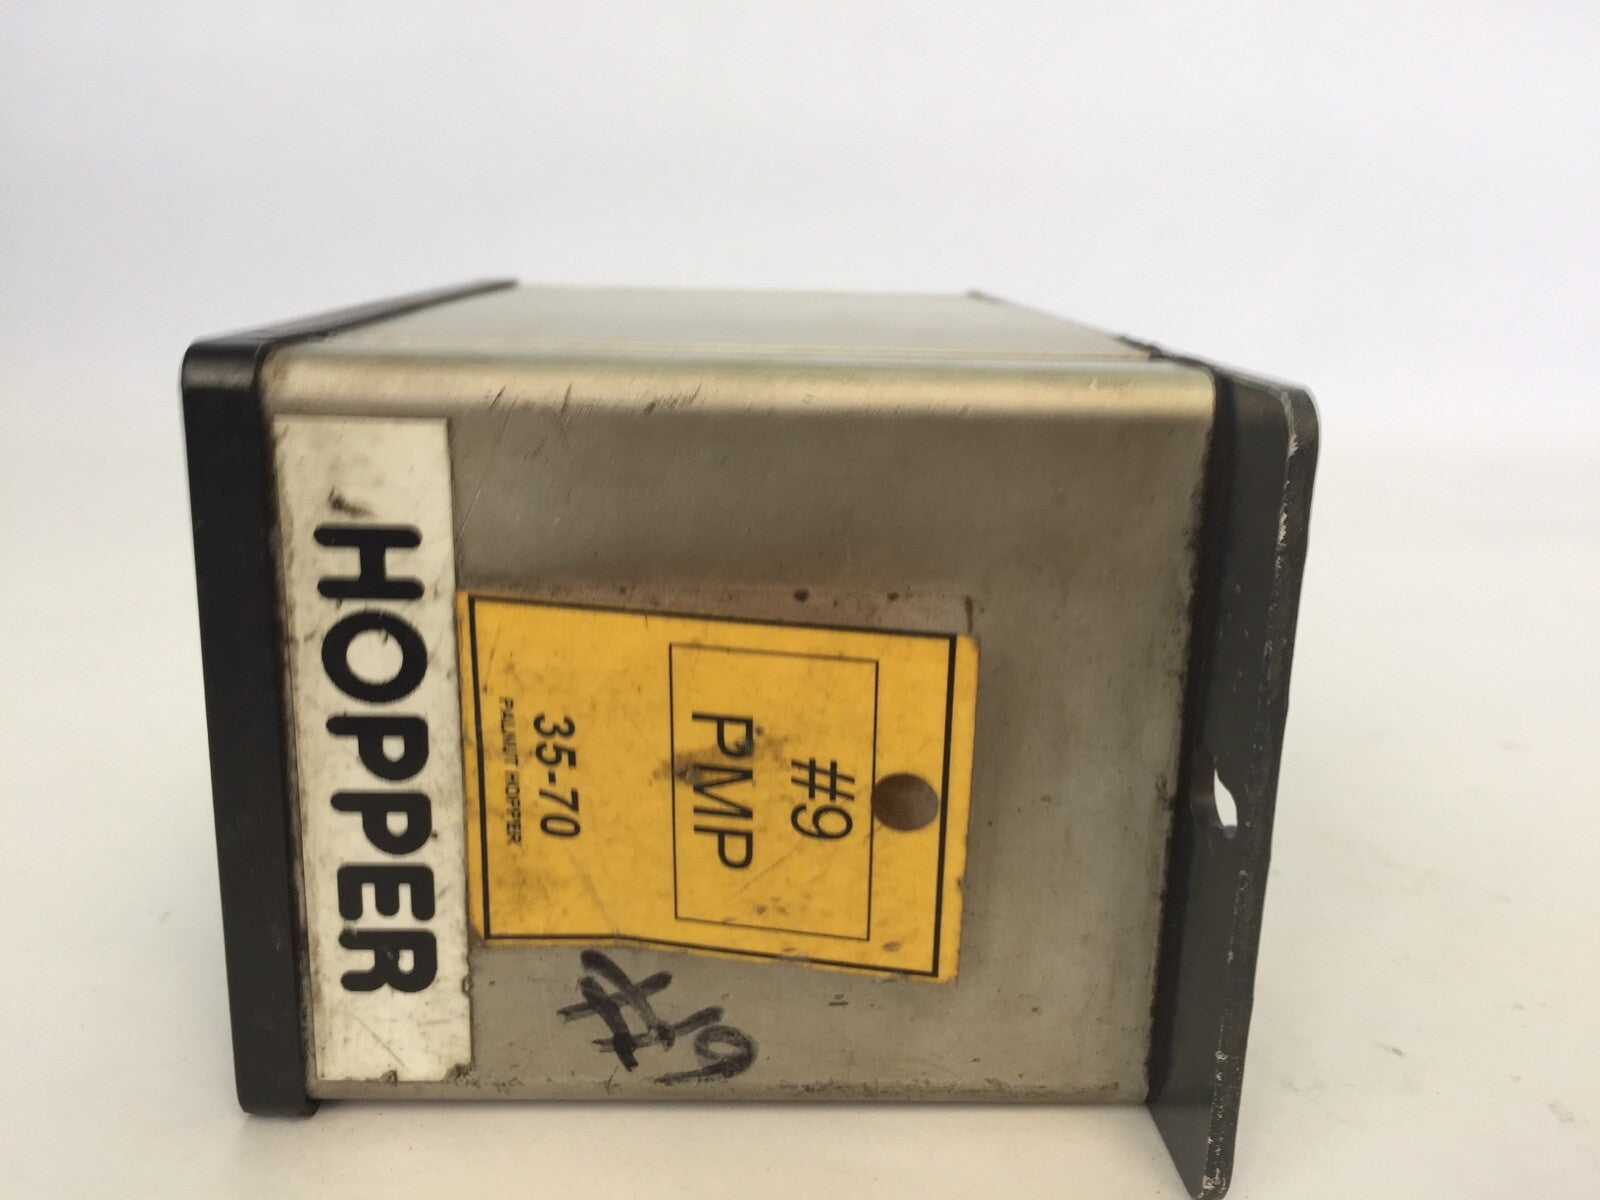 HOPPER
#9
PMP
35-70
PALNUT HOPPER
#9